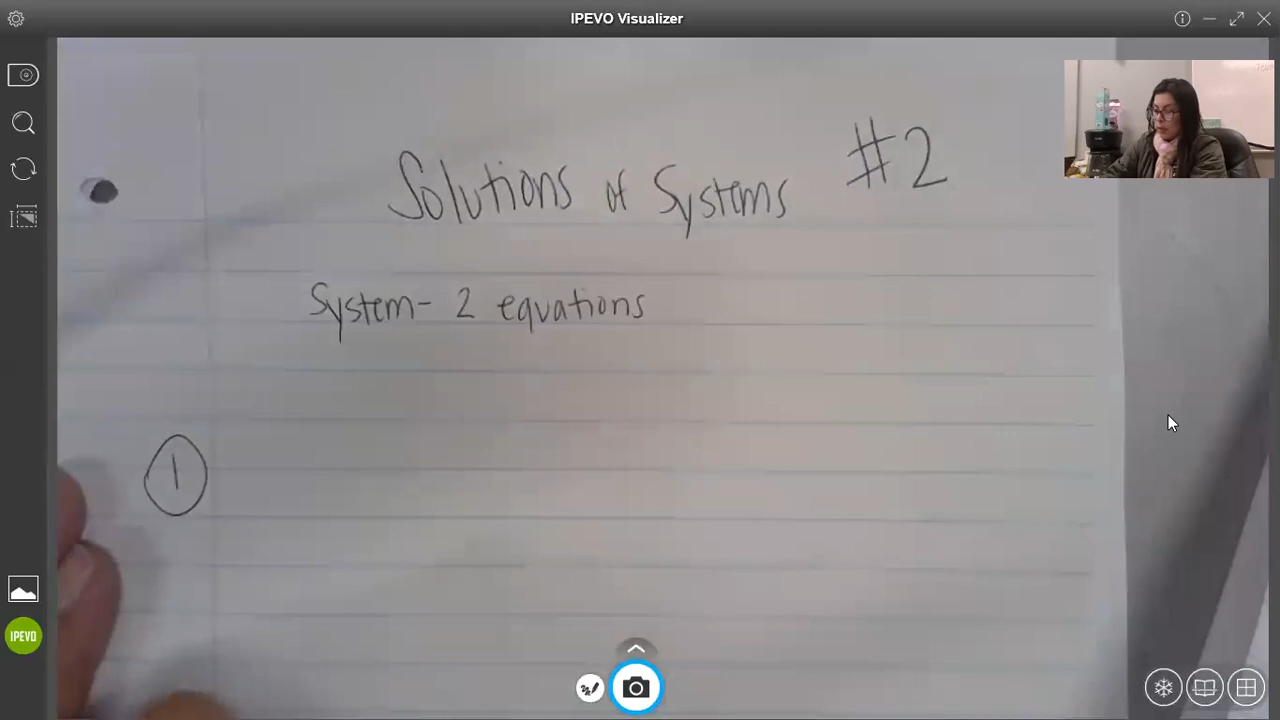 IPEVO Visualizer
Solutions of Systems #2
System- 2 equations
1
IPEVO